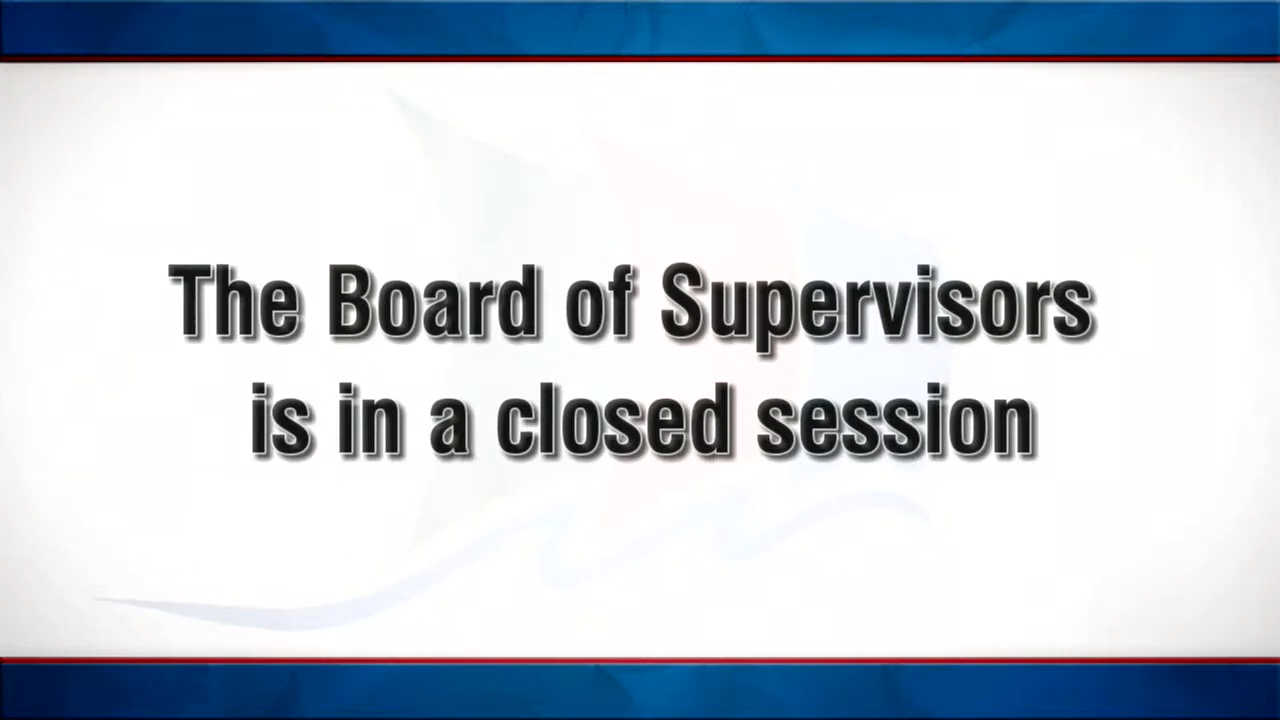 The Board of Supervisors
is in a closed session